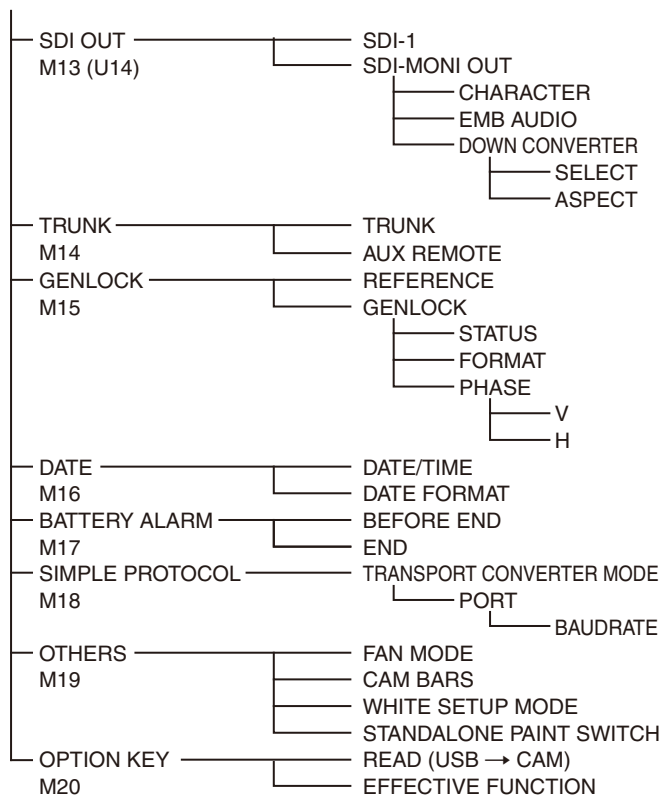 SDI OUT SDI-1
M13 (U14) SDI-MONI OUT
CHARACTER
EMB AUDIO
DOWN CONVERTER
SELECT
ASPECT
TRUNK TRUNK
M14 AUX REMOTE
GENLOCK REFERENCE
M15 GENLOCK
STATUS
FORMAT
PHASE
V
H
DATE DATE/TIME
M16 DATE FORMAT
BATTERY ALARM BEFORE END
M17 END
SIMPLE PROTOCOL TRANSPORT CONVERTER MODE
M18 PORT
BAUDRATE
OTHERS FAN MODE
M19 CAM BARS
WHITE SETUP MODE
STANDALONE PAINT SWITCH
OPTION KEY READ (USB → CAM)
M20 EFFECTIVE FUNCTION